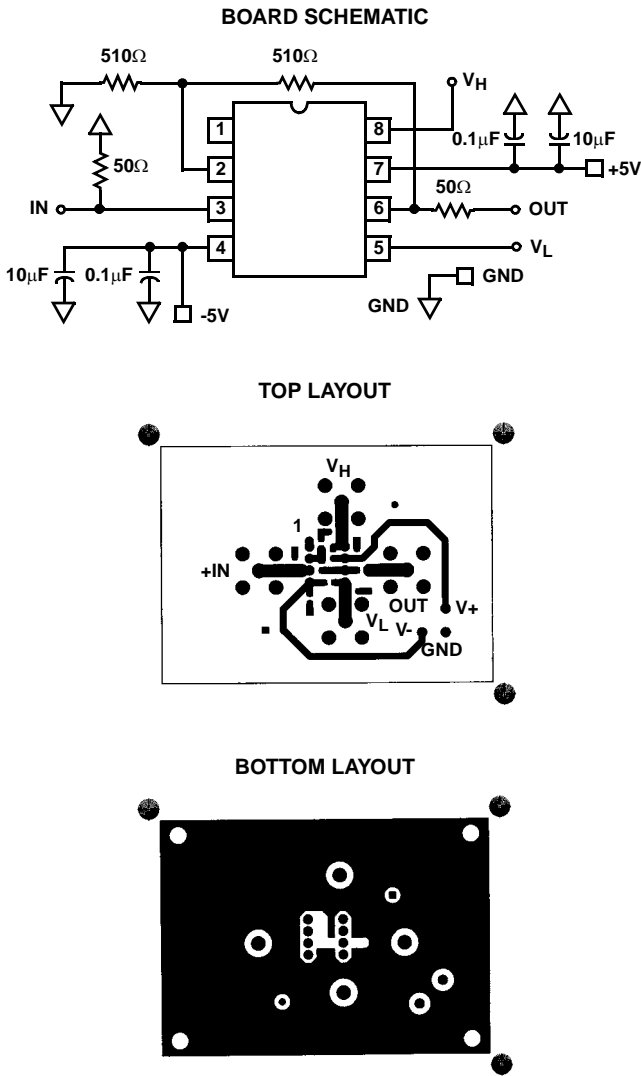 BOARD SCHEMATIC
510Ω
510Ω
VH
1
8
0.1µF
10µF
50Ω
2
7
+5V
50Ω
IN
3
6
OUT
4
5
VL
10µF
0.1µF
GND
-5V
GND
TOP LAYOUT
VH
1
+IN
OUT
V+
VL
V-
GND
BOTTOM LAYOUT